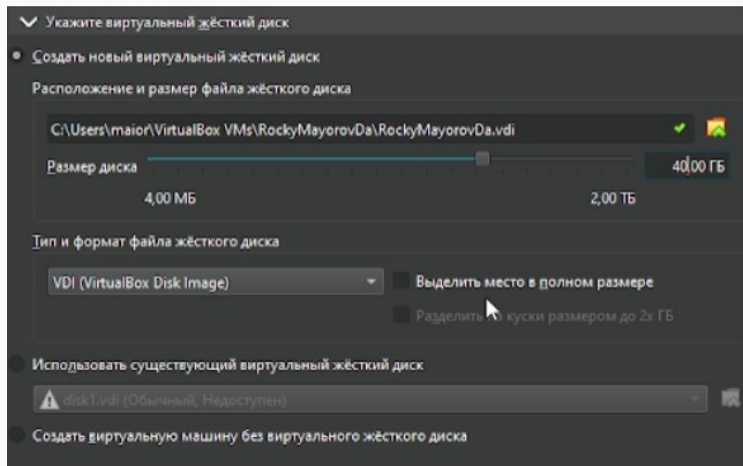 Укажите виртуальный жёсткий диск
Создать новый виртуальный жёсткий диск
Расположение и размер файла жёсткого диска
C:\Users\maior\VirtualBox VMs\RockyMayorovDa\RockyMayorovDa.vdi
Размер диска 40,00 ГБ
4,00 МБ 2,00 ТБ
Тип и формат файла жёсткого диска
VDI (VirtualBox Disk Image) Выделить место в полном размере
Разделить на куски размером до 2х ГБ
Использовать существующий виртуальный жёсткий диск
disk1.vdi (Обычный, Недоступен)
Создать виртуальную машину без виртуального жёсткого диска